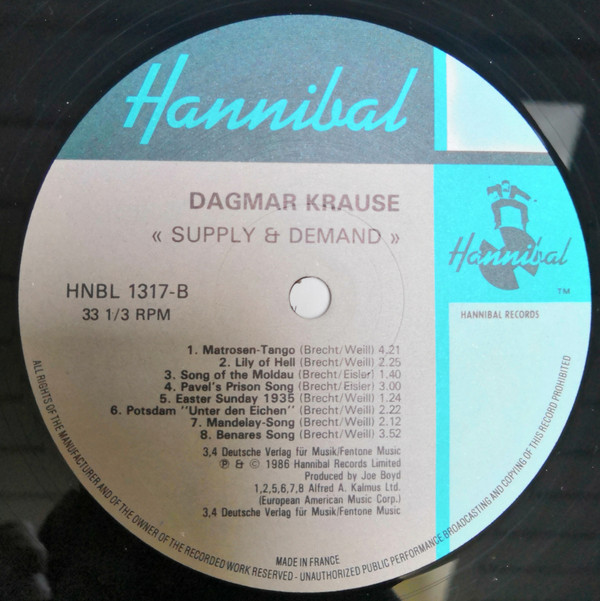 Hannibal
DAGMAR KRAUSE
« SUPPLY & DEMAND »
Hannibal
TM
HANNIBAL RECORDS
HNBL 1317-B
33 1/3 RPM
1. Matrosen-Tango (Brecht/Weill) 4.21
2. Lily of Hell (Brecht/Weill) 2.25
3. Song of the Moldau (Brecht/Eisler) 1.40
4. Pavel's Prison Song (Brecht/Eisler) 3.00
5. Easter Sunday 1935 (Brecht/Weill) 1.24
6. Potsdam "Unter den Eichen" (Brecht/Weill) 2.22
7. Mandelay-Song (Brecht/Weill) 2.12
8. Benares Song (Brecht/Weill) 3.52
3,4 Deutsche Verlag für Musik/Fentone Music
℗ & © 1986 Hannibal Records Limited
Produced by Joe Boyd
1,2,5,6,7,8 Alfred A. Kalmus Ltd.
(European American Music Corp.)
3,4 Deutsche Verlag für Musik/Fentone Music
MADE IN FRANCE
ALL RIGHTS OF THE MANUFACTURER AND OF THE OWNER OF THE RECORDED WORK RESERVED - UNAUTHORIZED PUBLIC PERFORMANCE BROADCASTING AND COPYING OF THIS RECORD PROHIBITED